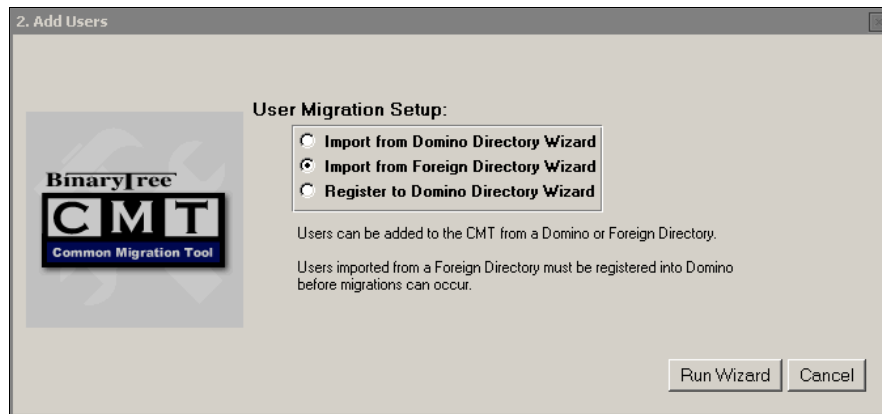 2. Add Users
User Migration Setup:
Import from Domino Directory Wizard
Import from Foreign Directory Wizard
Register to Domino Directory Wizard
BinaryTree
CMT
Common Migration Tool
Users can be added to the CMT from a Domino or Foreign Directory.
Users imported from a Foreign Directory must be registered into Domino
before migrations can occur.
Run Wizard
Cancel